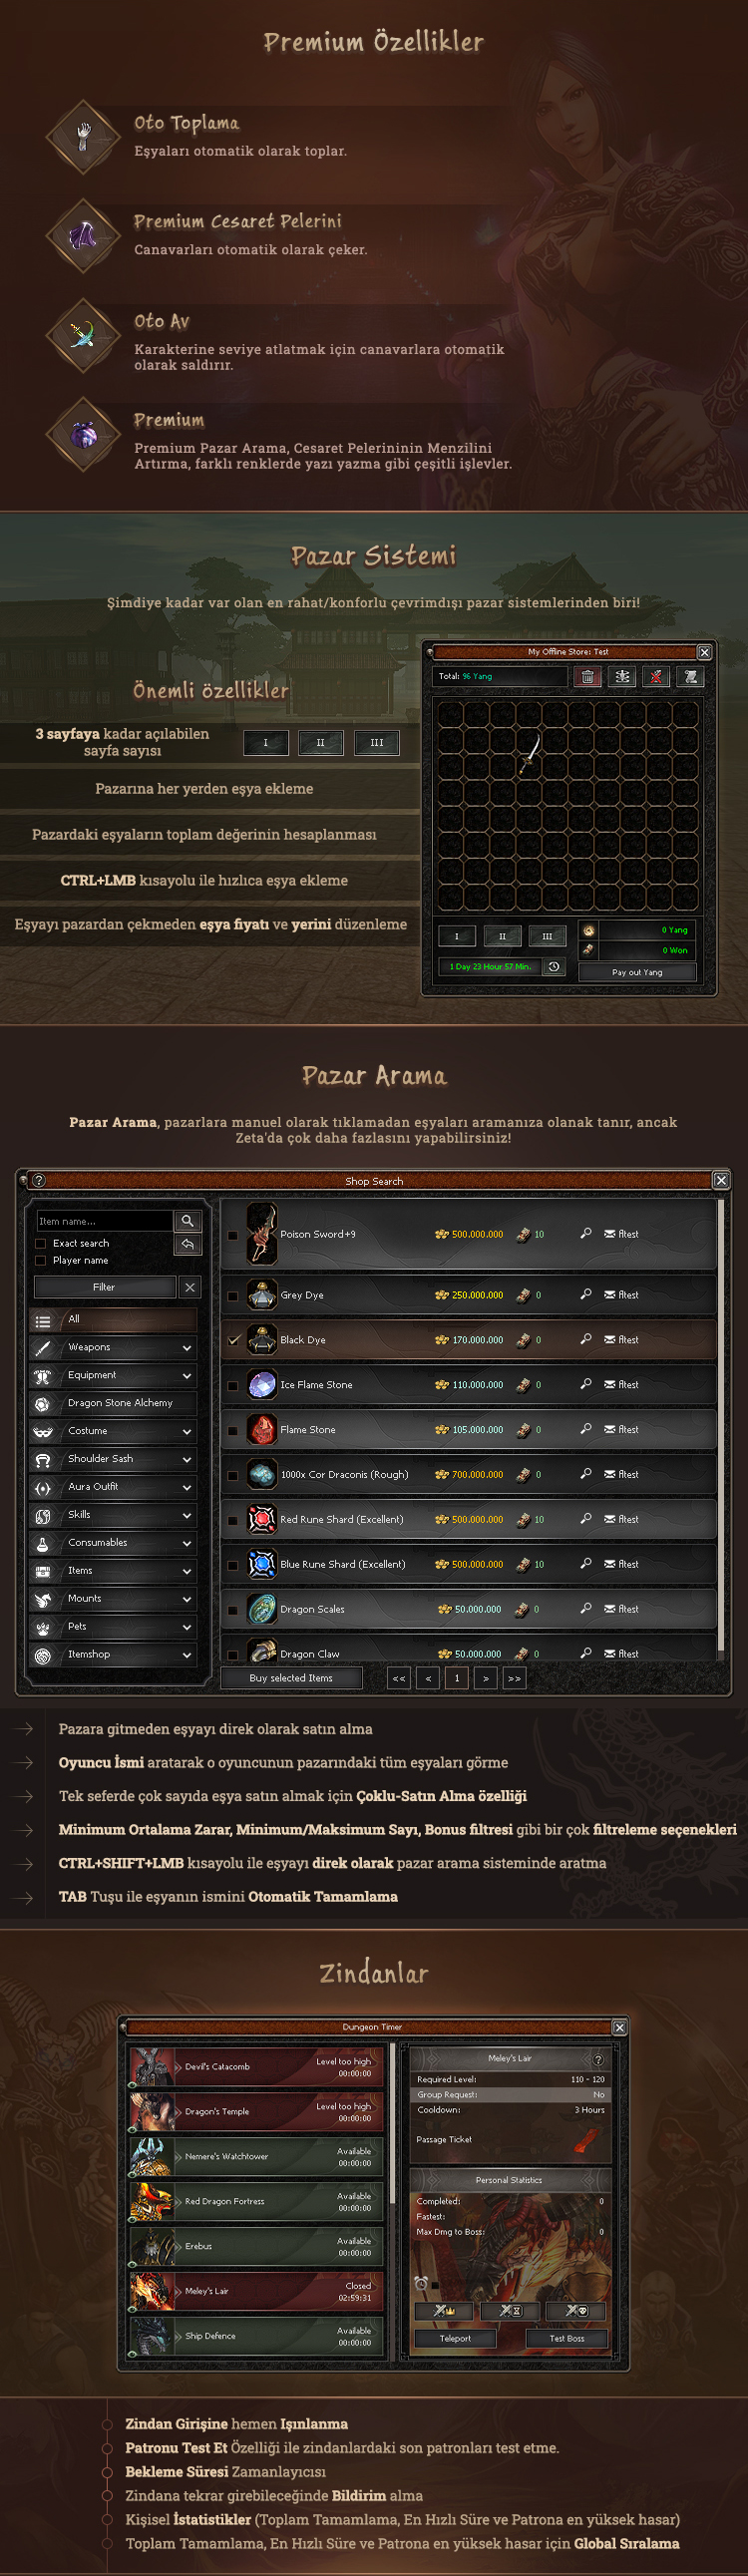 Premium Özellikler
Oto Toplama
Eşyaları otomatik olarak toplar.
Premium Cesaret Pelerini
Canavarları otomatik olarak çeker.
Oto Av
Karakterine seviye atlatmak için canavarlara otomatik
olarak saldırır.
Premium
Premium Pazar Arama, Cesaret Pelerininin Menzilini
Artırma, farklı renklerde yazı yazma gibi çeşitli işlevler.
Pazar Sistemi
Şimdiye kadar var olan en rahat/konforlu çevrimdışı pazar sistemlerinden biri!
Önemli özellikler
3 sayfaya kadar açılabilen
sayfa sayısı
I II III
Pazarına her yerden eşya ekleme
Pazardaki eşyaların toplam değerinin hesaplanması
CTRL+LMB kısayolu ile hızlıca eşya ekleme
Eşyayı pazardan çekmeden eşya fiyatı ve yerini düzenleme
My Offline Store: Test
Total: 96 Yang
I II III
0 Yang
0 Won
1 Day 23 Hour 57 Min.
Pay out Yang
Pazar Arama
Pazar Arama, pazarlara manuel olarak tıklamadan eşyaları aramanıza olanak tanır, ancak
Zeta'da çok daha fazlasını yapabilirsiniz!
? Shop Search
Item name...
Exact search
Player name
Filter
All
Weapons
Equipment
Dragon Stone Alchemy
Costume
Shoulder Sash
Aura Outfit
Skills
Consumables
Items
Mounts
Pets
Itemshop
Poison Sword+9 500.000.000 10 Atest
Grey Dye 250.000.000 0 Atest
Black Dye 170.000.000 0 Atest
Ice Flame Stone 110.000.000 0 Atest
Flame Stone 105.000.000 0 Atest
1000x Cor Draconis (Rough) 700.000.000 0 Atest
Red Rune Shard (Excellent) 500.000.000 10 Atest
Blue Rune Shard (Excellent) 500.000.000 10 Atest
Dragon Scales 50.000.000 0 Atest
Dragon Claw 50.000.000 0 Atest
Buy selected Items << < 1 > >>
Pazara gitmeden eşyayı direk olarak satın alma
Oyuncu İsmi aratarak o oyuncunun pazarındaki tüm eşyaları görme
Tek seferde çok sayıda eşya satın almak için Çoklu-Satın Alma özelliği
Minimum Ortalama Zarar, Minimum/Maksimum Sayı, Bonus filtresi gibi bir çok filtreleme seçenekleri
CTRL+SHIFT+LMB kısayolu ile eşyayı direk olarak pazar arama sisteminde aratma
TAB Tuşu ile eşyanın ismini Otomatik Tamamlama
Zindanlar
Dungeon Timer
Devil's Catacomb Level too high
00:00:00
Dragon's Temple Level too high
00:00:00
Nemere's Watchtower Available
00:00:00
Red Dragon Fortress Available
00:00:00
Erebus Available
00:00:00
Meley's Lair Closed
02:59:31
Ship Defence Available
00:00:00
Meley's Lair ?
Required Level: 110 - 120
Group Request: No
Cooldown: 3 Hours
Passage Ticket
Personal Statistics
Completed: 0
Fastest:
Max Dmg to Boss: 0
Teleport Test Boss
Zindan Girişine hemen Işınlanma
Patronu Test Et Özelliği ile zindanlardaki son patronları test etme.
Bekleme Süresi Zamanlayıcısı
Zindana tekrar girebileceğinde Bildirim alma
Kişisel İstatistikler (Toplam Tamamlama, En Hızlı Süre ve Patrona en yüksek hasar)
Toplam Tamamlama, En Hızlı Süre ve Patrona en yüksek hasar için Global Sıralama